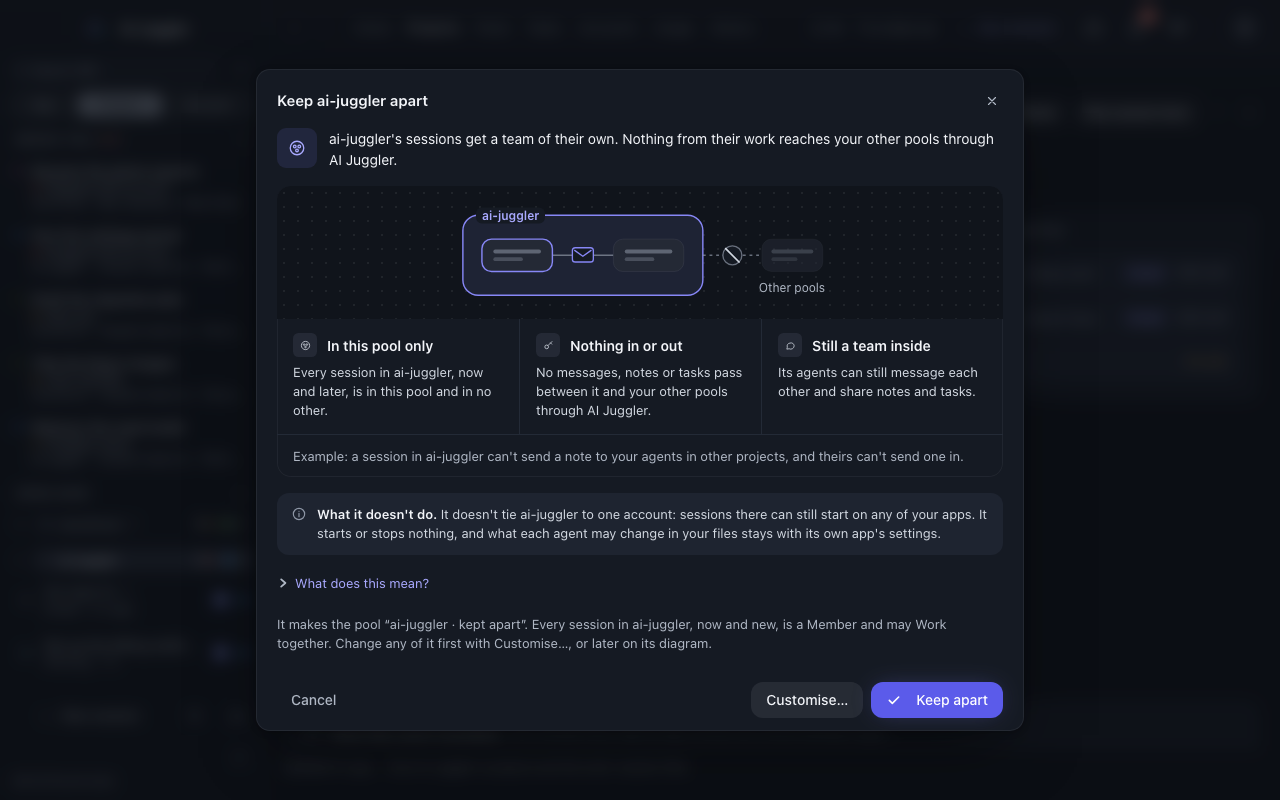 Keep ai-juggler apart
ai-juggler's sessions get a team of their own. Nothing from their work reaches your other pools through
AI Juggler.
ai-juggler
Other pools
In this pool only
Every session in ai-juggler, now
and later, is in this pool and in no
other.
Nothing in or out
No messages, notes or tasks pass
between it and your other pools
through AI Juggler.
Still a team inside
Its agents can still message each
other and share notes and tasks.
Example: a session in ai-juggler can't send a note to your agents in other projects, and theirs can't send one in.
What it doesn't do. It doesn't tie ai-juggler to one account: sessions there can still start on any of your apps. It
starts or stops nothing, and what each agent may change in your files stays with its own app's settings.
What does this mean?
It makes the pool “ai-juggler · kept apart”. Every session in ai-juggler, now and new, is a Member and may Work
together. Change any of it first with Customise…, or later on its diagram.
Cancel
Customise…
Keep apart